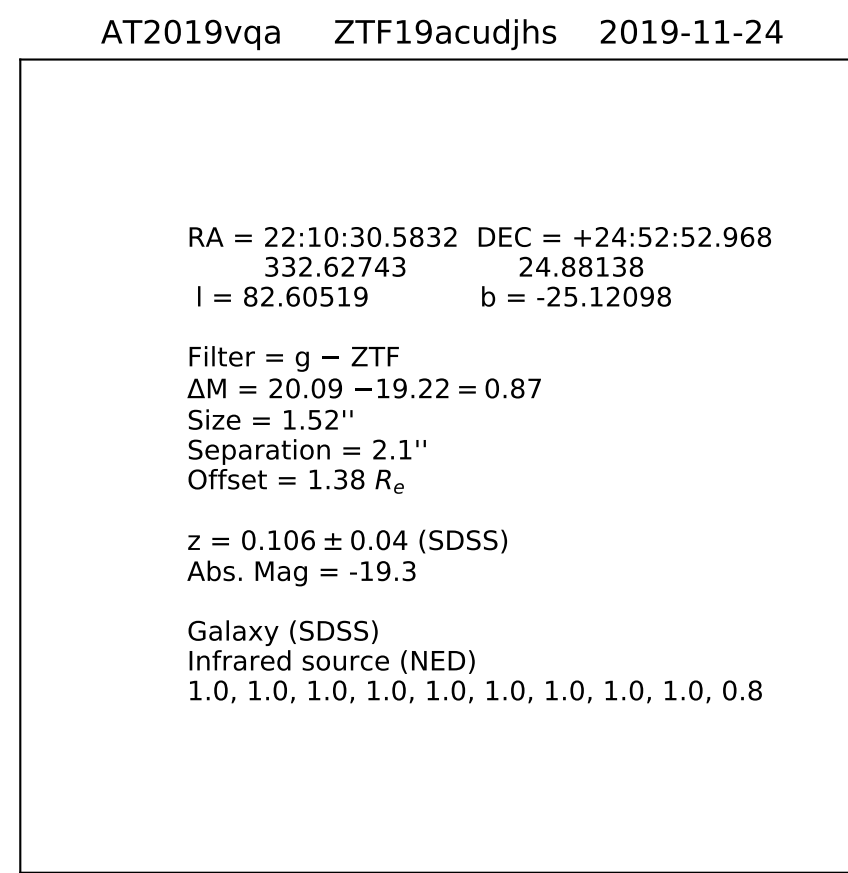 AT2019vqa ZTF19acudjhs 2019-11-24
RA = 22:10:30.5832 DEC = +24:52:52.968
332.62743 24.88138
l = 82.60519 b = -25.12098
Filter = g − ZTF
ΔM = 20.09 −19.22 = 0.87
Size = 1.52''
Separation = 2.1''
Offset = 1.38 Rₑ
z = 0.106 ± 0.04 (SDSS)
Abs. Mag = -19.3
Galaxy (SDSS)
Infrared source (NED)
1.0, 1.0, 1.0, 1.0, 1.0, 1.0, 1.0, 1.0, 1.0, 0.8